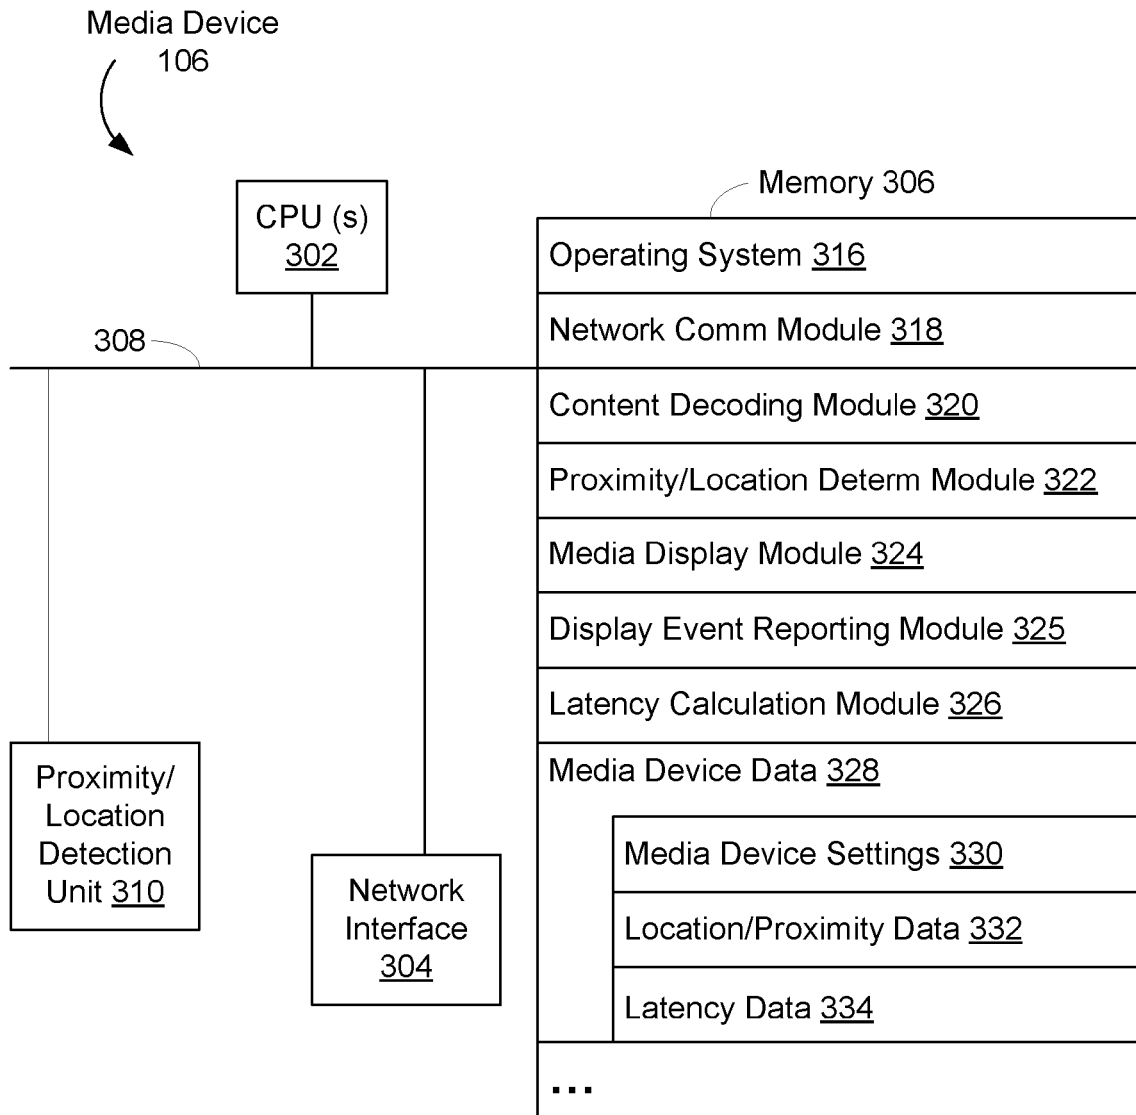 Media Device
106
Memory 306
CPU (s)
302
Operating System 316
Network Comm Module 318
308
Content Decoding Module 320
Proximity/Location Determ Module 322
Media Display Module 324
Display Event Reporting Module 325
Latency Calculation Module 326
Media Device Data 328
Proximity/
Location
Detection
Unit 310
Media Device Settings 330
Network
Interface
304
Location/Proximity Data 332
Latency Data 334
...